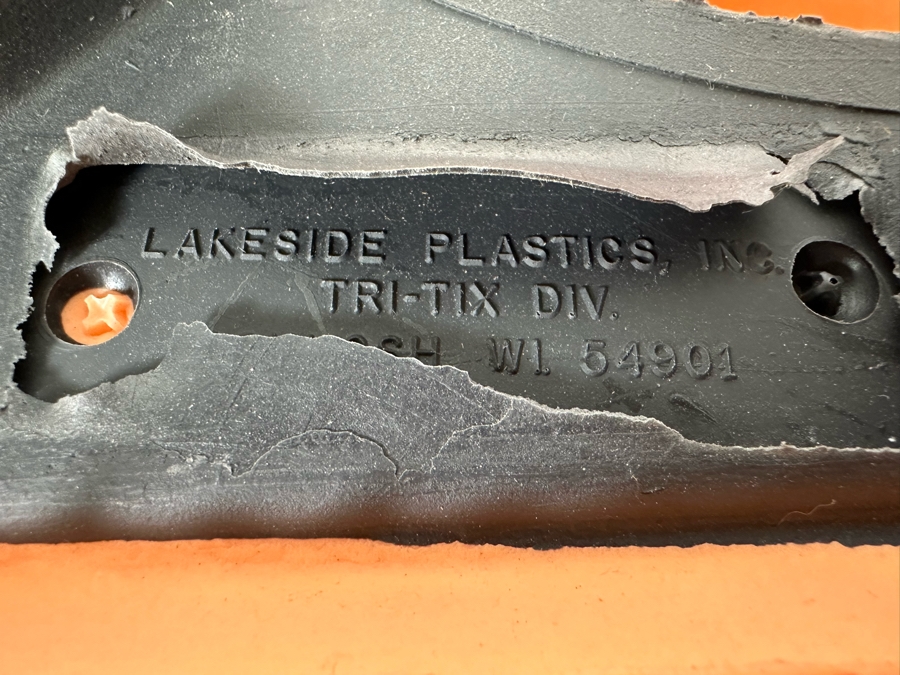 LAKESIDE PLASTICS, INC.
TRI-TIX DIV.
WI. 54901